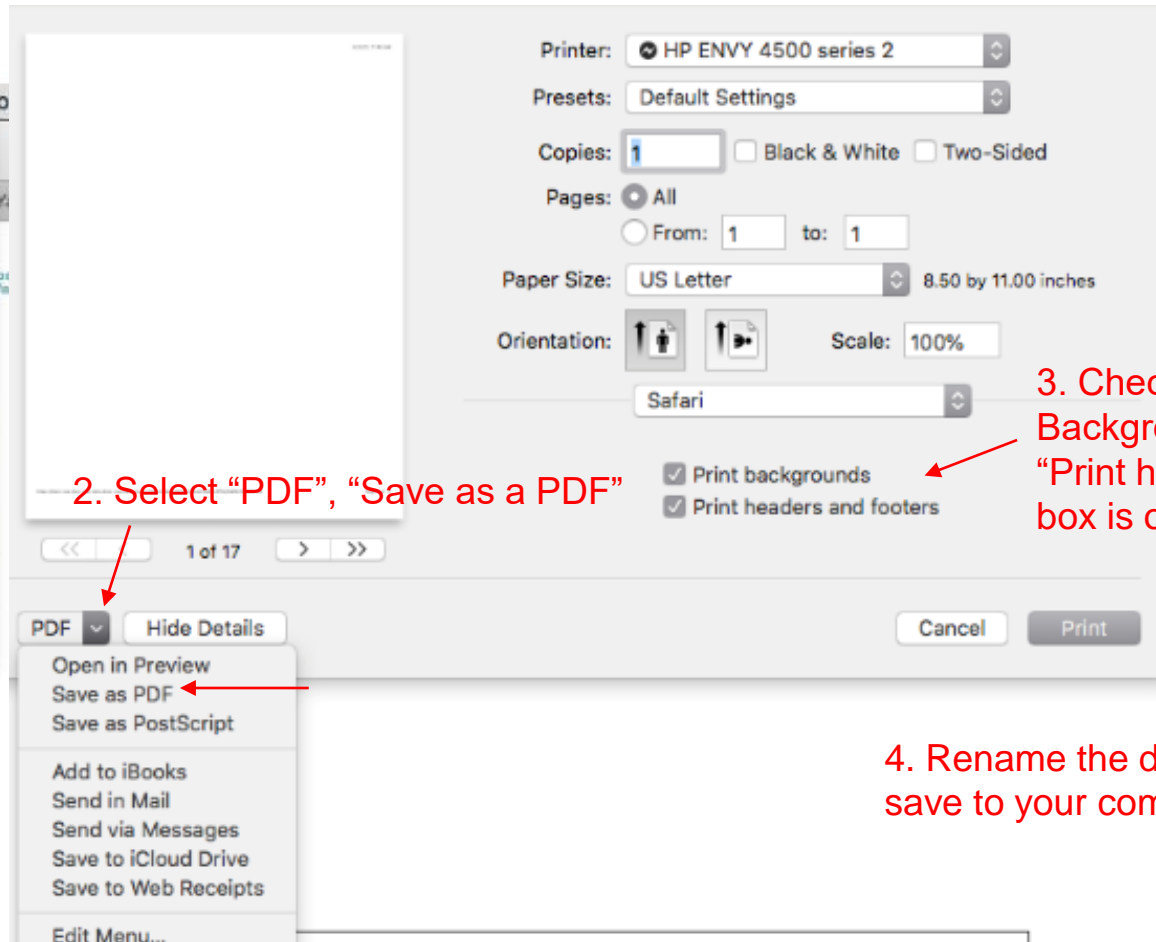 Printer: HP ENVY 4500 series 2
Presets: Default Settings
Copies: 1 Black & White Two-Sided
Pages: All
From: 1 to: 1
Paper Size: US Letter 8.50 by 11.00 inches
Orientation: Scale: 100%
Safari
3. Chec
Backgr
“Print h
box is
Print backgrounds
Print headers and footers
2. Select “PDF”, “Save as a PDF”
<< < 1 of 17 > >>
PDF Hide Details Cancel Print
Open in Preview
Save as PDF
Save as PostScript
Add to iBooks
Send in Mail
Send via Messages
Save to iCloud Drive
Save to Web Receipts
Edit Menu...
4. Rename the d
save to your com